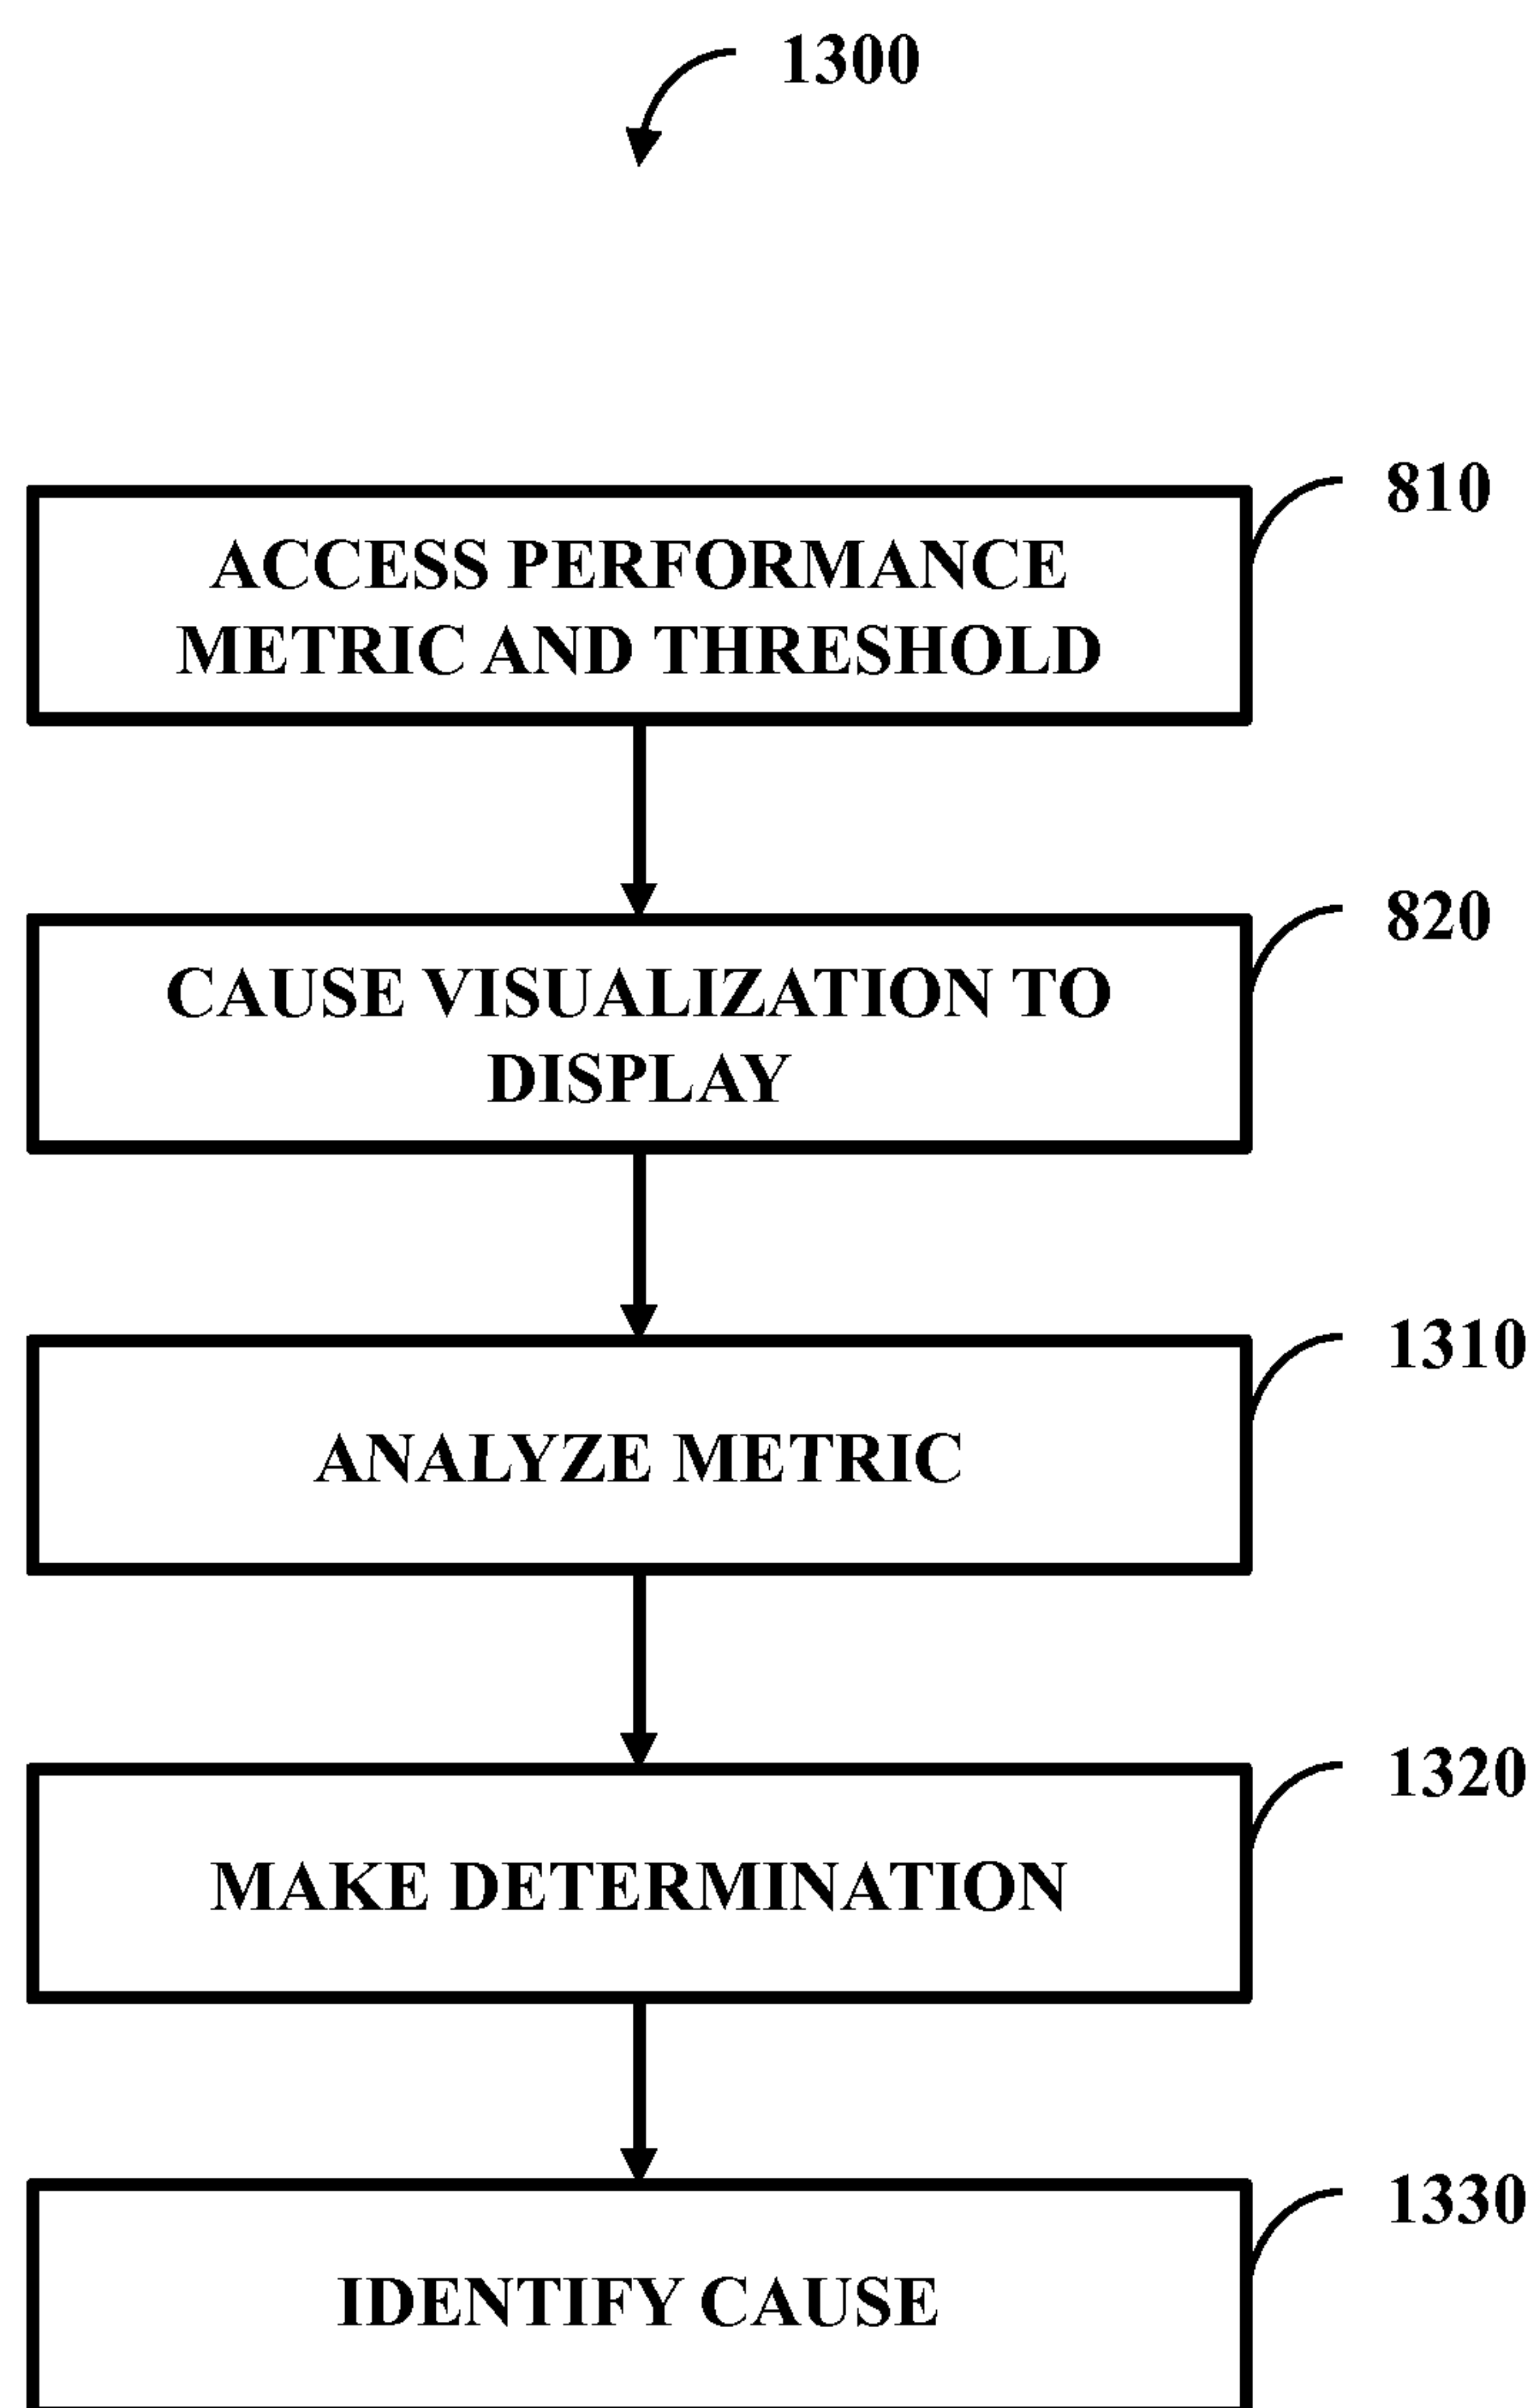 1300
810
ACCESS PERFORMANCE
METRIC AND THRESHOLD
820
CAUSE VISUALIZATION TO
DISPLAY
1310
ANALYZE METRIC
1320
MAKE DETERMINATION
1330
IDENTIFY CAUSE